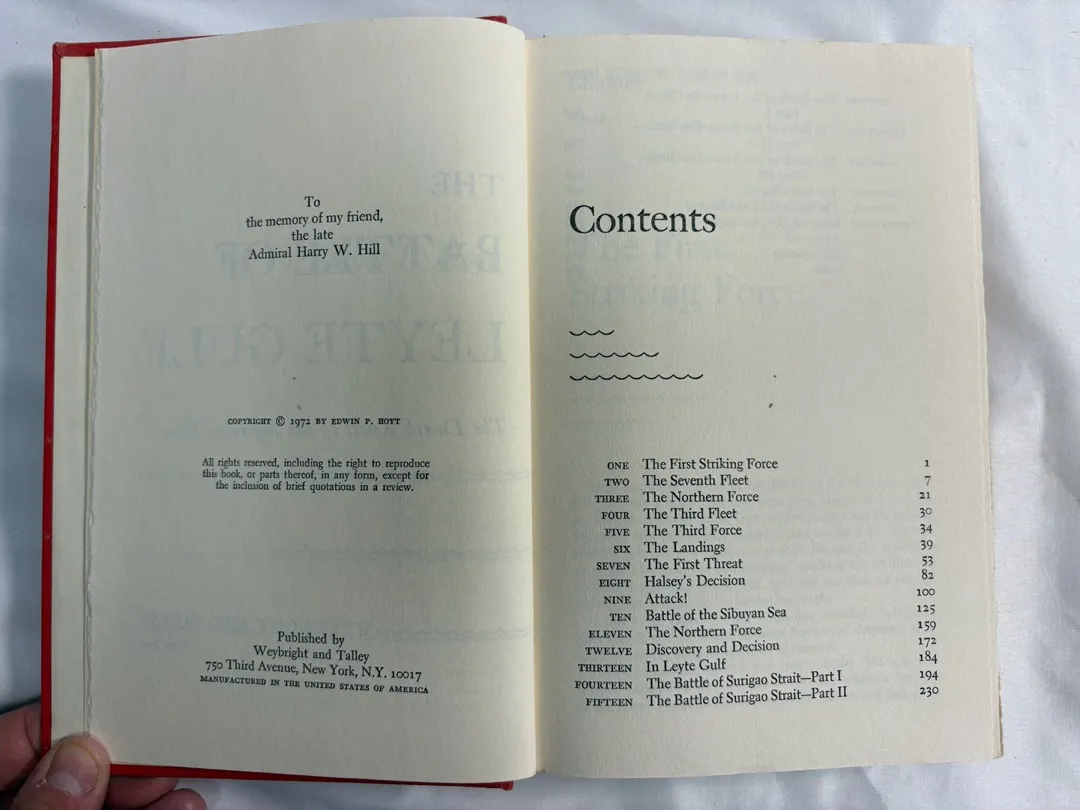 To
the memory of my friend,
the late
Admiral Harry W. Hill
COPYRIGHT © 1972 BY EDWIN P. HOYT
All rights reserved, including the right to reproduce
this book, or parts thereof, in any form, except for
the inclusion of brief quotations in a review.
Published by
Weybright and Talley
750 Third Avenue, New York, N.Y. 10017
MANUFACTURED IN THE UNITED STATES OF AMERICA
Contents
ONE The First Striking Force 1
TWO The Seventh Fleet 7
THREE The Northern Force 21
FOUR The Third Fleet 30
FIVE The Third Force 34
SIX The Landings 39
SEVEN The First Threat 53
EIGHT Halsey's Decision 82
NINE Attack! 100
TEN Battle of the Sibuyan Sea 125
ELEVEN The Northern Force 159
TWELVE Discovery and Decision 172
THIRTEEN In Leyte Gulf 184
FOURTEEN The Battle of Surigao Strait—Part I 194
FIFTEEN The Battle of Surigao Strait—Part II 230